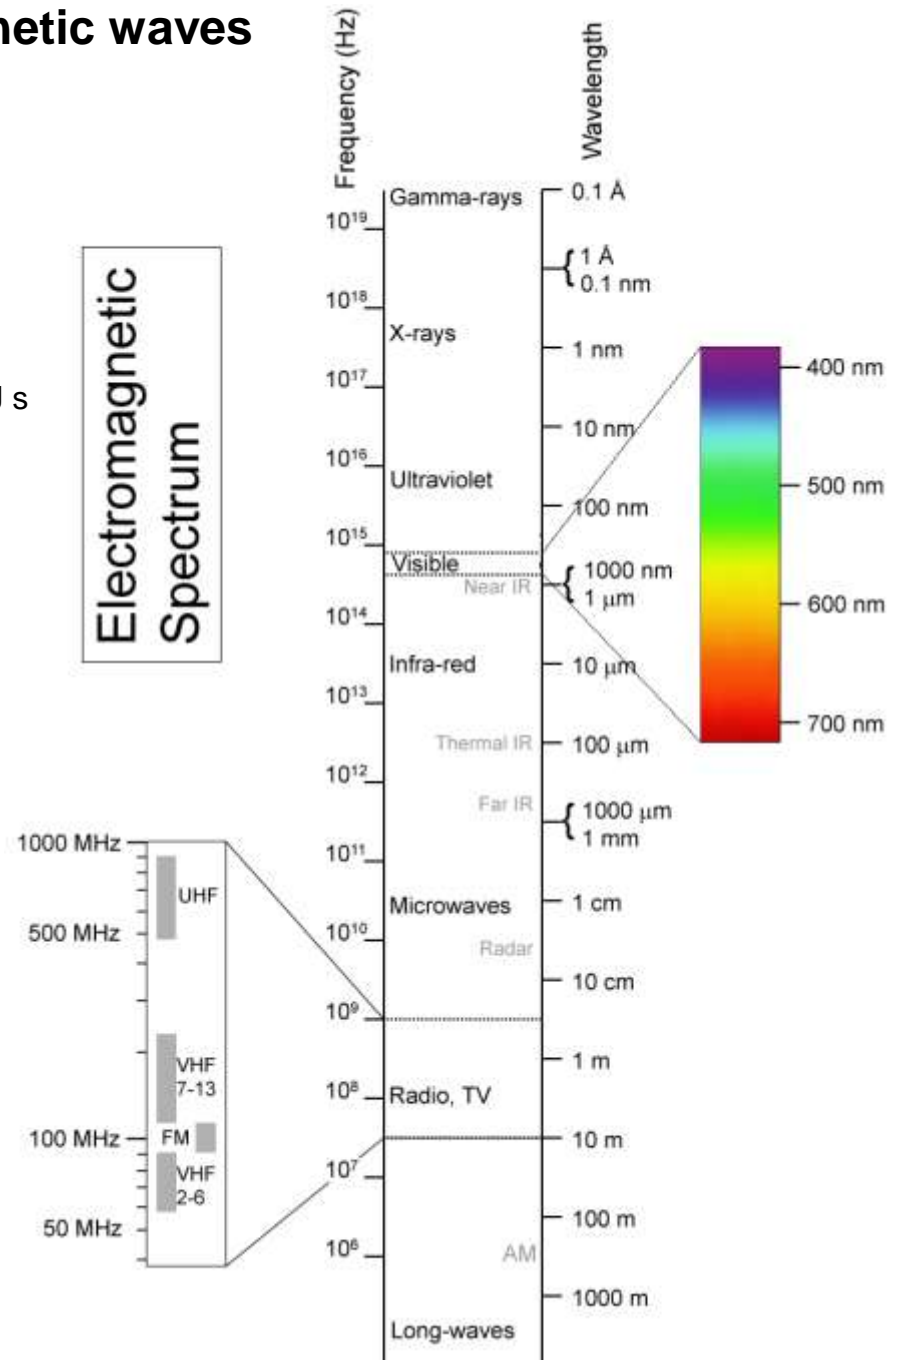 netic waves
Frequency (Hz)
Wavelength
Electromagnetic
Spectrum
s
10¹⁹
10¹⁸
10¹⁷
10¹⁶
10¹⁵
10¹⁴
10¹³
10¹²
10¹¹
10¹⁰
10⁹
10⁸
10⁷
10⁶
Gamma-rays
X-rays
Ultraviolet
Visible
Near IR
Infra-red
Thermal IR
Far IR
Microwaves
Radar
Radio, TV
AM
Long-waves
0.1 Å
1 Å
0.1 nm
1 nm
10 nm
100 nm
1000 nm
1 μm
10 μm
100 μm
1000 μm
1 mm
1 cm
10 cm
1 m
10 m
100 m
1000 m
400 nm
500 nm
600 nm
700 nm
1000 MHz
500 MHz
100 MHz
50 MHz
UHF
VHF
7-13
FM
VHF
2-6